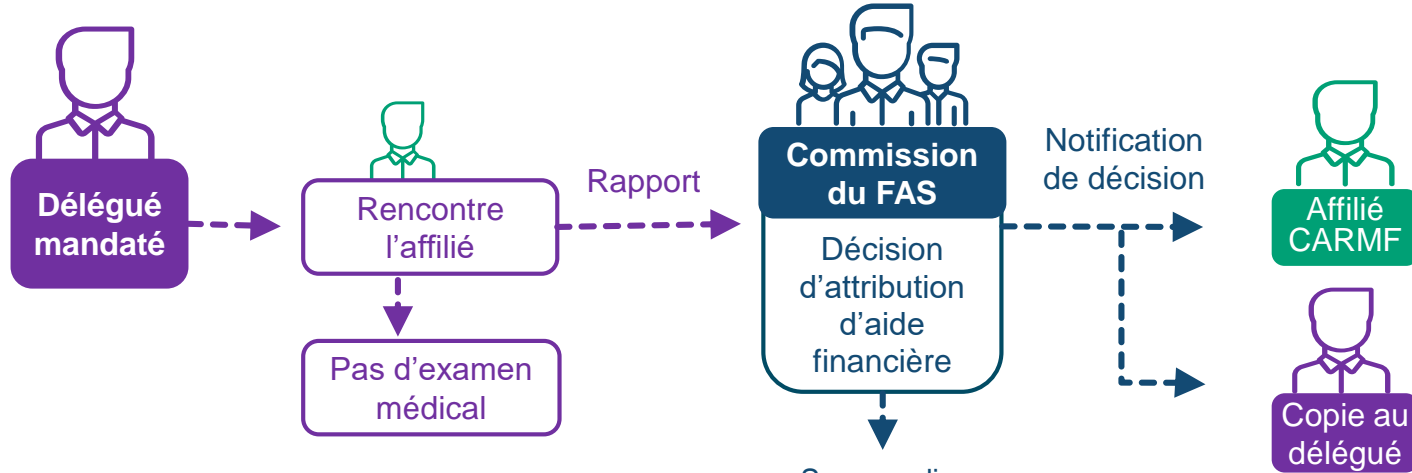 Délégué
mandaté
Rencontre
l’affilié
Pas d’examen
médical
Rapport
Commission
du FAS
Décision
d’attribution
d’aide
financière
Notification
de décision
Affilié
CARMF
Copie au
délégué